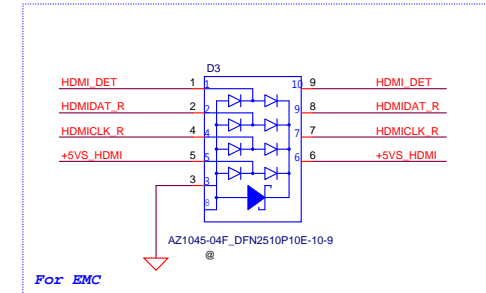 D3
HDMI_DET 1 1 10 9 HDMI_DET
HDMIDAT_R 2 2 9 8 HDMIDAT_R
HDMICLK_R 4 4 7 7 HDMICLK_R
+5VS_HDMI 5 5 6 6 +5VS_HDMI
3 3
8
AZ1045-04F_DFN2510P10E-10-9
@
For EMC